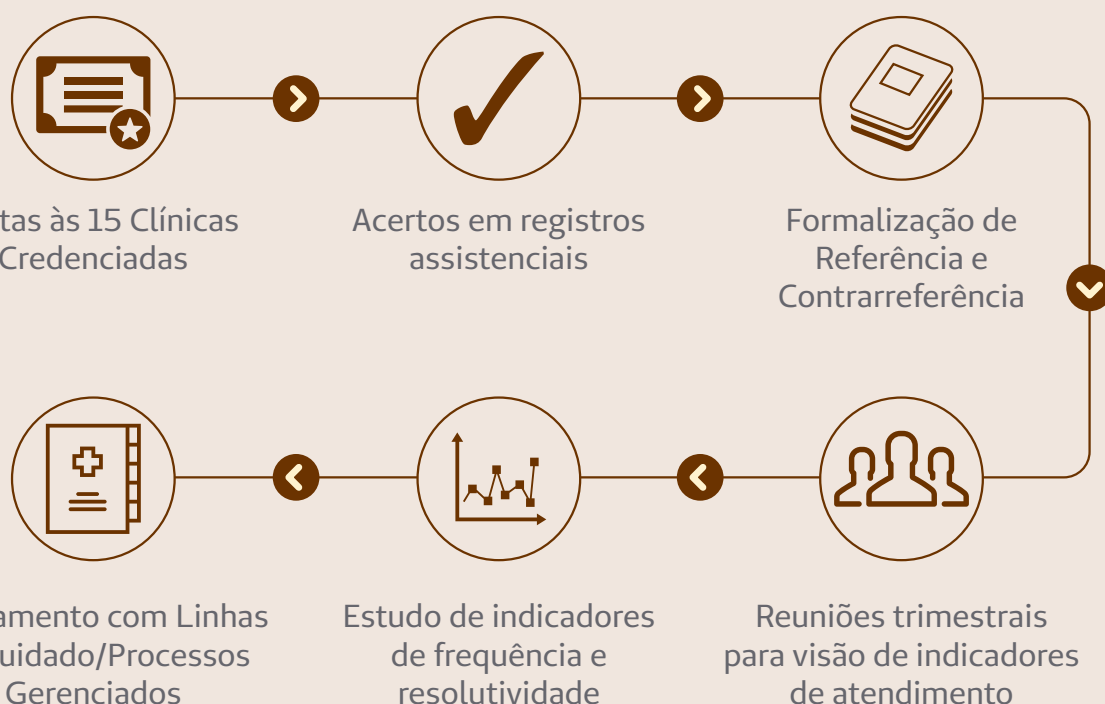 tas às 15 Clínicas
Credenciadas
Acertos em registros
assistenciais
Formalização de
Referência e
Contrarreferência
amento com Linhas
uidado/Processos
Gerenciados
Estudo de indicadores
de frequência e
resolutividade
Reuniões trimestrais
para visão de indicadores
de atendimento